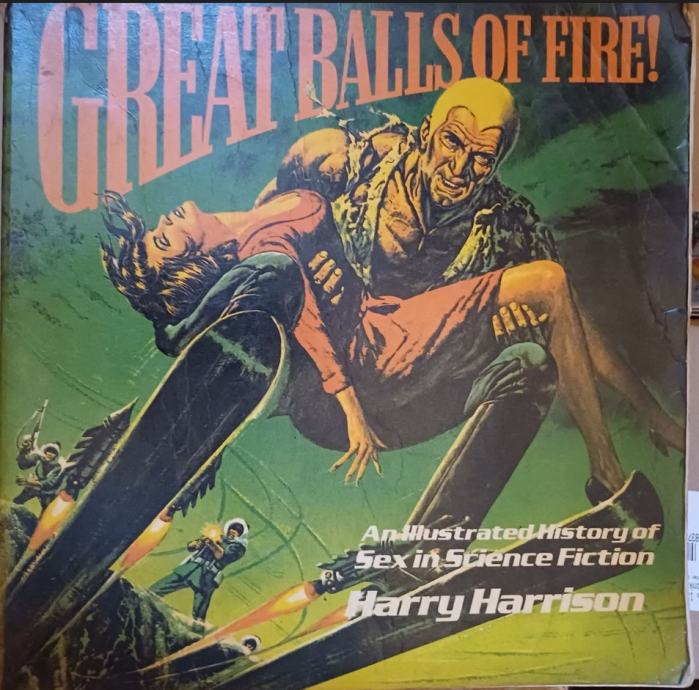 GREAT BALLS OF FIRE!
An Illustrated History of
Sex in Science Fiction
Harry Harrison